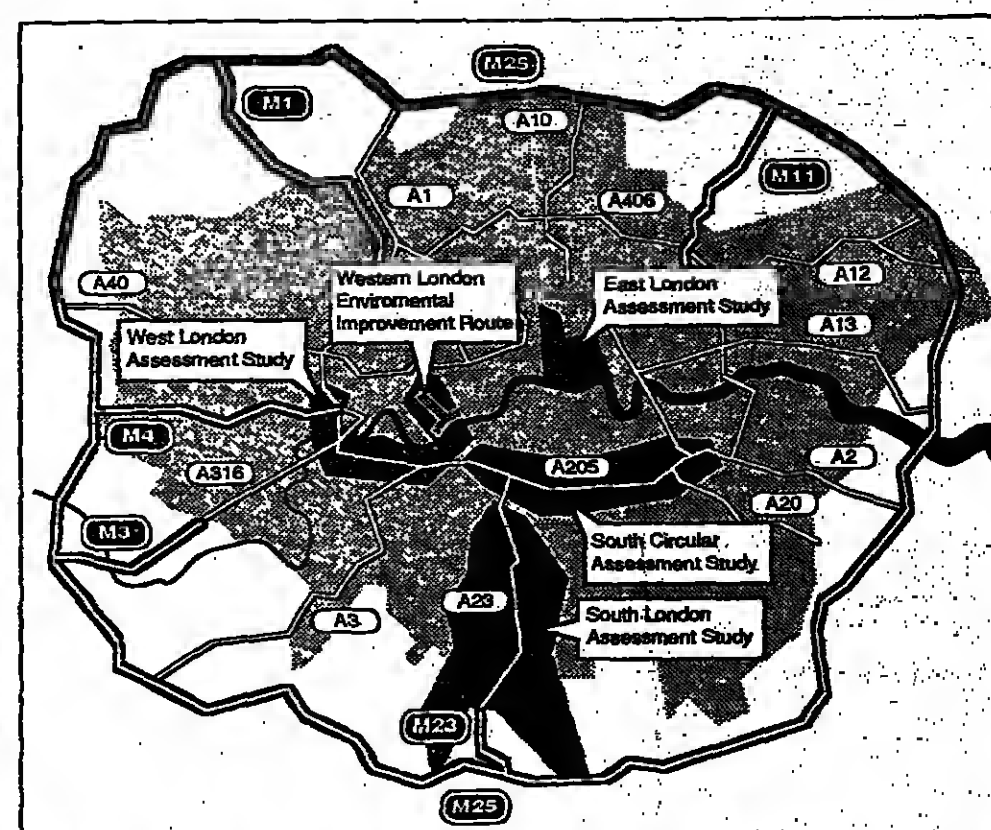 M25
M1
A10
A1
A406
M11
A40
Western London
Enviromental
Improvement Route
East London
Assessment Study
A12
West London
Assessment Study
A13
M4
A316
A205
A2
A20
M3
South Circular
Assessment Study
A3
A23
South London
Assessment Study
M23
M25